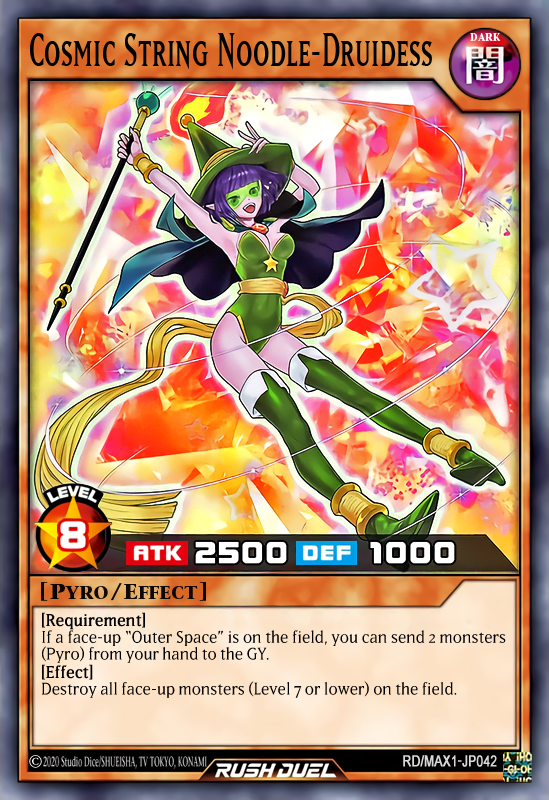 Cosmic String Noodle-Druidess
DARK
闇
LEVEL
8
ATK 2500 DEF 1000
[Pyro/Effect]
[Requirement]
If a face-up “Outer Space” is on the field, you can send 2 monsters
(Pyro) from your hand to the GY.
[Effect]
Destroy all face-up monsters (Level 7 or lower) on the field.
©2020 Studio Dice/SHUEISHA, TV TOKYO, KONAMI
RUSH DUEL
RD/MAX1-JP042